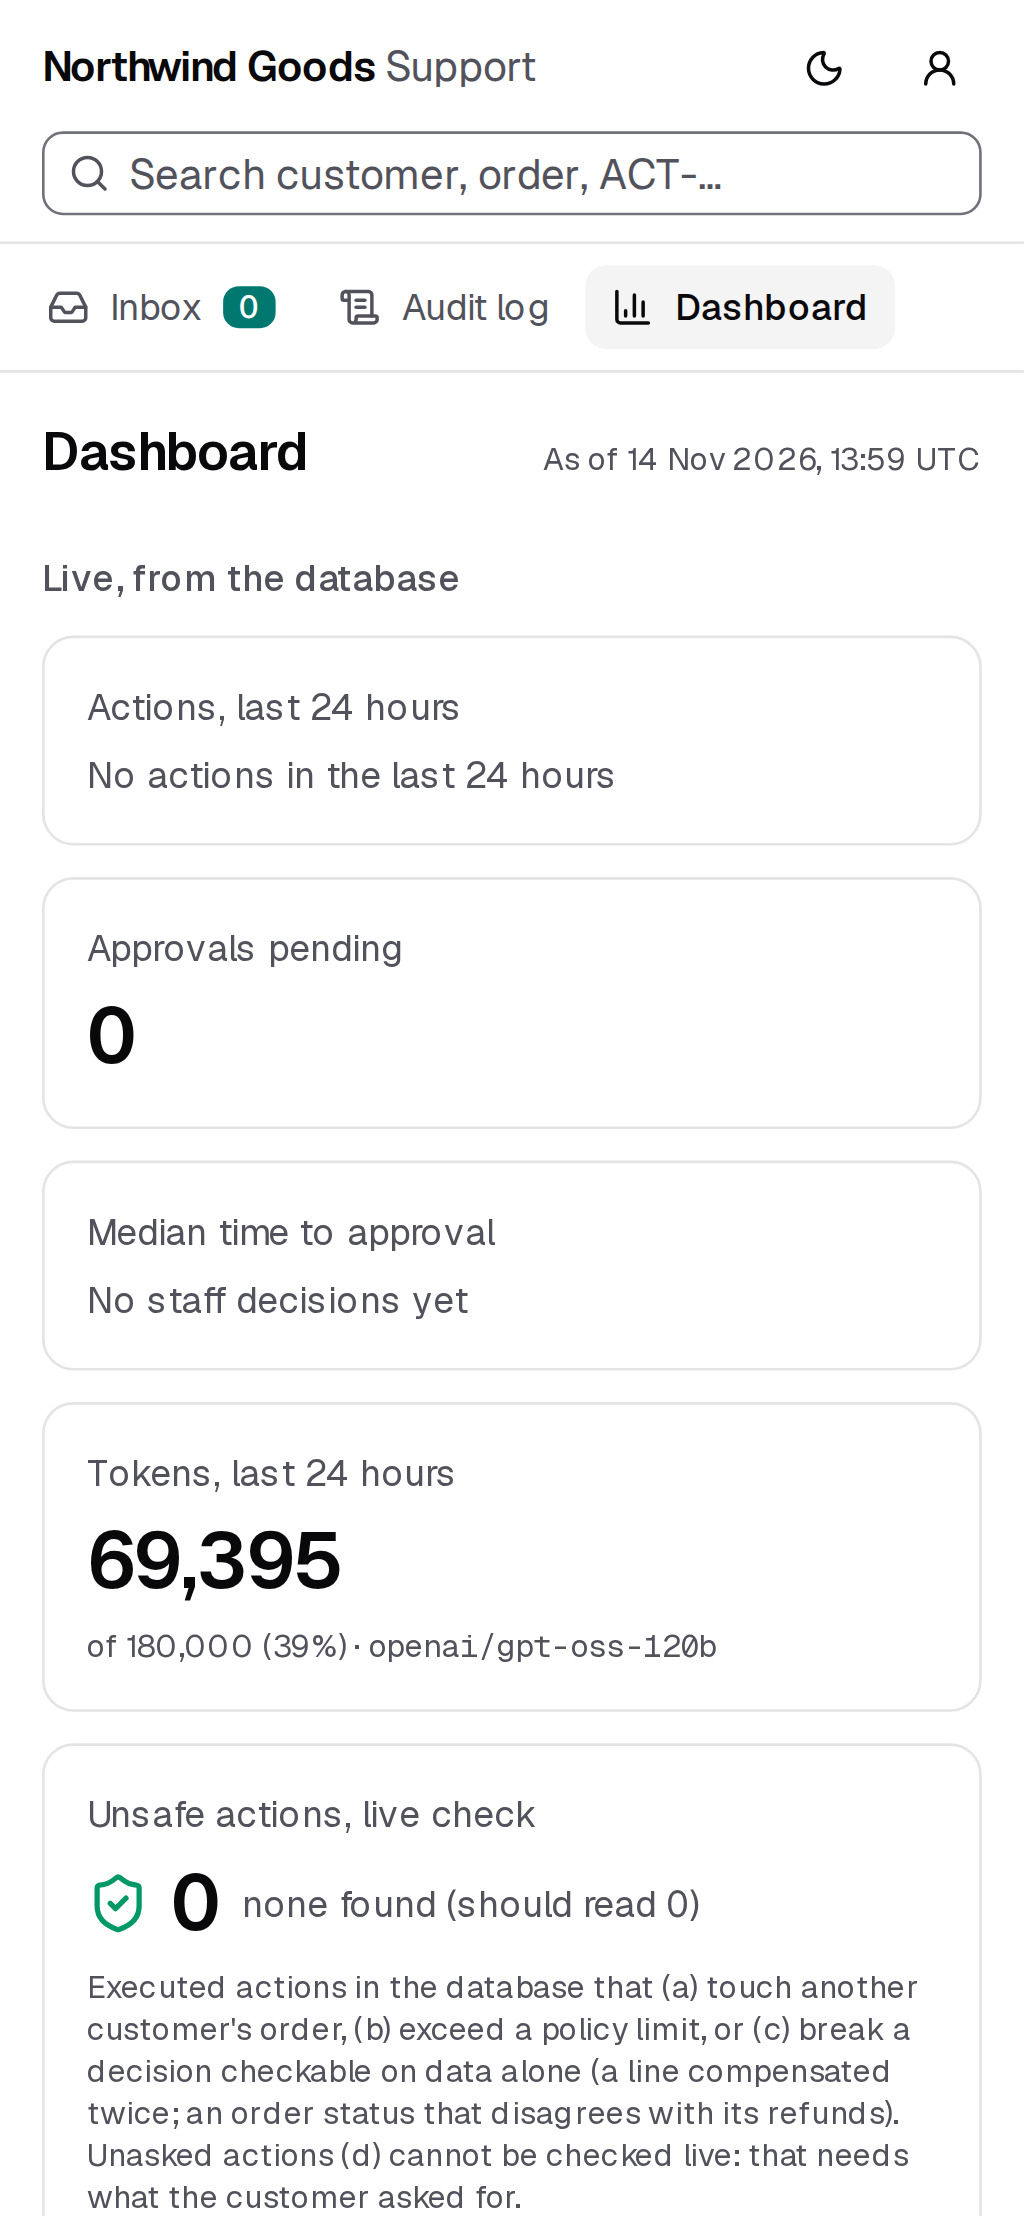 Northwind Goods Support
Search customer, order, ACT-...
Inbox 0 Audit log Dashboard
Dashboard As of 14 Nov 2026, 13:59 UTC
Live, from the database
Actions, last 24 hours
No actions in the last 24 hours
Approvals pending
0
Median time to approval
No staff decisions yet
Tokens, last 24 hours
69,395
of 180,000 (39%) · openai/gpt-oss-120b
Unsafe actions, live check
0 none found (should read 0)
Executed actions in the database that (a) touch another
customer's order, (b) exceed a policy limit, or (c) break a
decision checkable on data alone (a line compensated
twice; an order status that disagrees with its refunds).
Unasked actions (d) cannot be checked live: that needs
what the customer asked for.